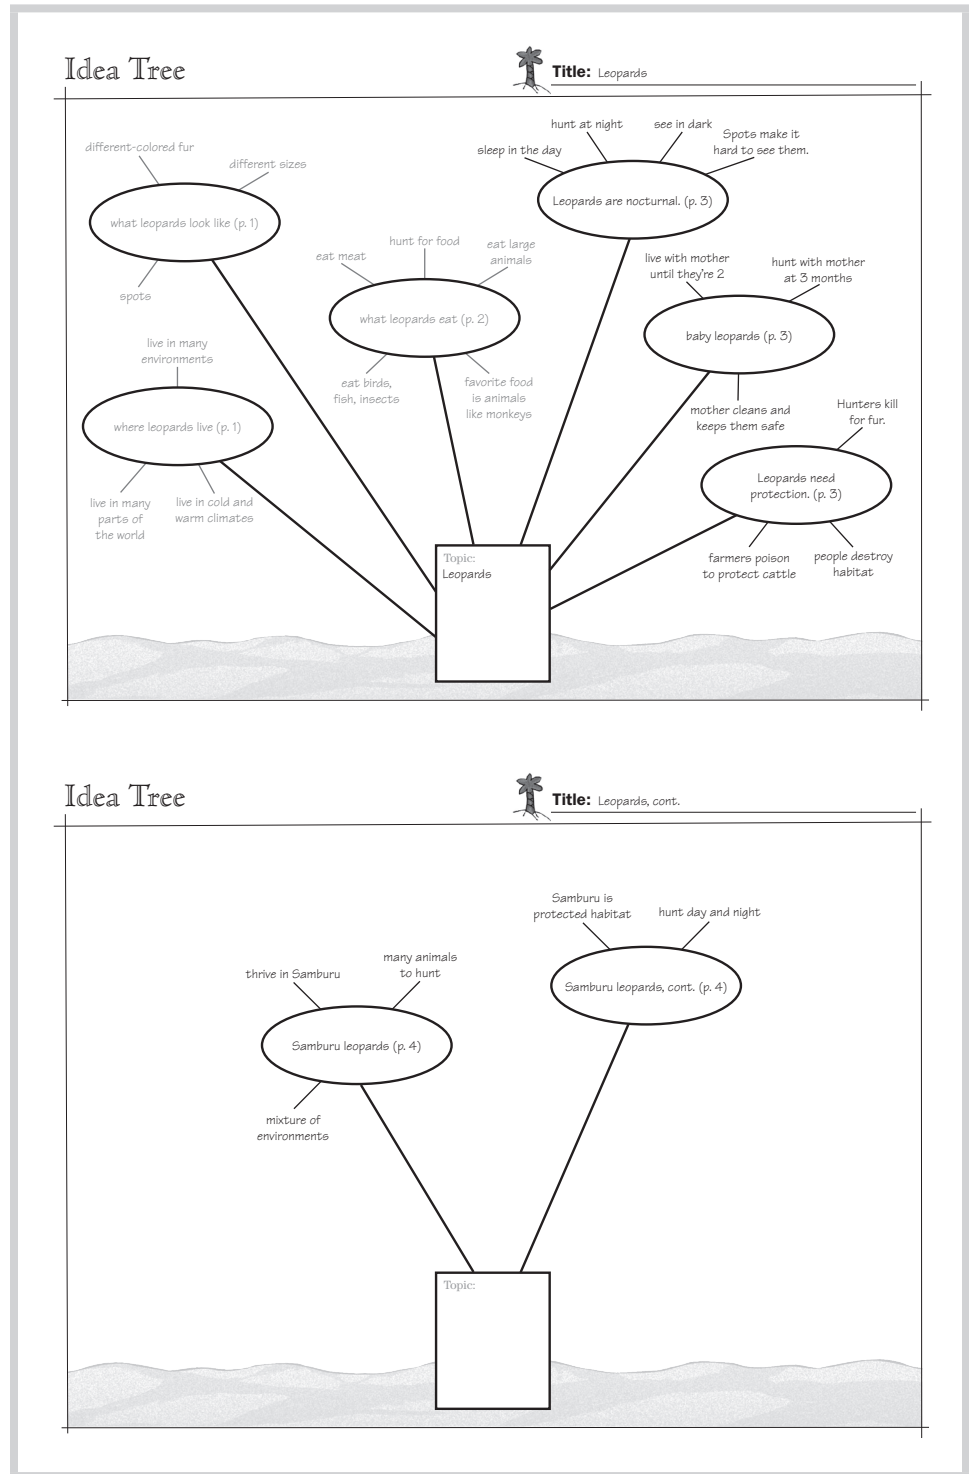 Idea Tree
Title: Leopards
different-colored fur
different sizes
what leopards look like (p. 1)
spots
live in many
environments
where leopards live (p. 1)
live in many
parts of
the world
live in cold and
warm climates
hunt for food
eat meat
eat large
animals
what leopards eat (p. 2)
eat birds,
fish, insects
favorite food
is animals
like monkeys
hunt at night
see in dark
sleep in the day
Spots make it
hard to see them.
Leopards are nocturnal. (p. 3)
live with mother
until they're 2
hunt with mother
at 3 months
baby leopards (p. 3)
mother cleans and
keeps them safe
Hunters kill
for fur.
Leopards need
protection. (p. 3)
farmers poison
to protect cattle
people destroy
habitat
Topic:
Leopards
Idea Tree
Title: Leopards, cont.
thrive in Samburu
many animals
to hunt
Samburu leopards (p. 4)
mixture of
environments
Samburu is
protected habitat
hunt day and night
Samburu leopards, cont. (p. 4)
Topic: